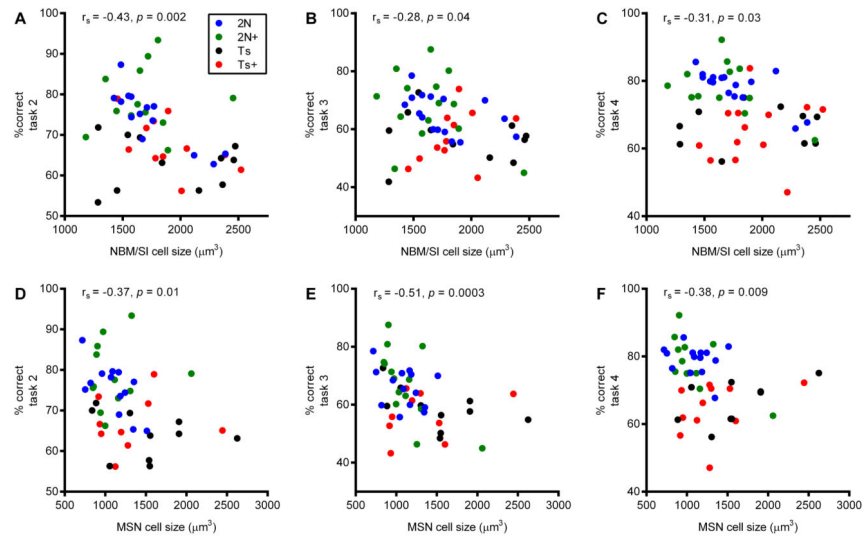 A
r_s = -0.43, p = 0.002
2N
2N+
Ts
Ts+
%correct
task 2
100
90
80
70
60
50
1000
1500
2000
2500
NBM/SI cell size (µm³)
B
r_s = -0.28, p = 0.04
%correct
task 3
100
80
60
40
30
1000
1500
2000
2500
NBM/SI cell size (µm³)
C
r_s = -0.31, p = 0.03
%correct
task 4
100
80
60
40
1000
1500
2000
2500
NBM/SI cell size (µm³)
D
r_s = -0.37, p = 0.01
% correct
task 2
100
90
80
70
60
50
500
1000
1500
2000
2500
3000
MSN cell size (µm³)
E
r_s = -0.51, p = 0.0003
% correct
task 3
100
80
60
40
30
500
1000
1500
2000
2500
3000
MSN cell size (µm³)
F
r_s = -0.38, p = 0.009
% correct
task 4
100
80
60
40
500
1000
1500
2000
2500
3000
MSN cell size (µm³)